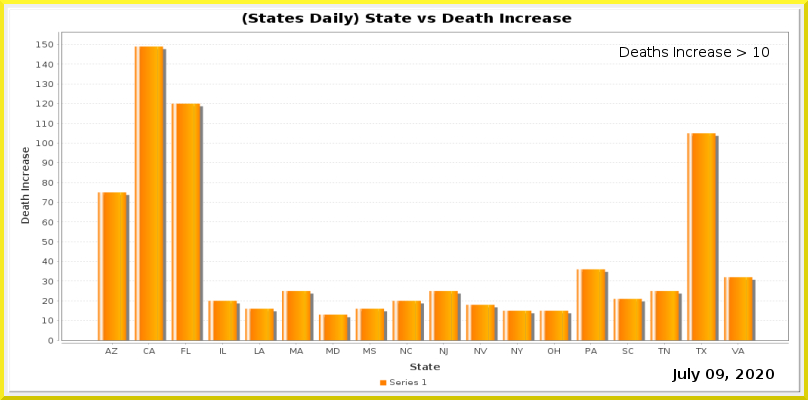 (States Daily) State vs Death Increase
Deaths Increase > 10
Death Increase
150
140
130
120
110
100
90
80
70
60
50
40
30
20
10
0
AZ CA FL IL LA MA MD MS NC NJ NV NY OH PA SC TN TX VA
State
Series 1
July 09, 2020